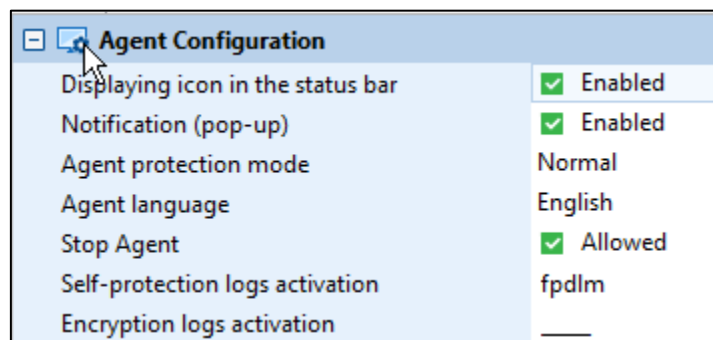 Agent Configuration
Displaying icon in the status bar Enabled
Notification (pop-up) Enabled
Agent protection mode Normal
Agent language English
Stop Agent Allowed
Self-protection logs activation fpdlm
Encryption logs activation _____